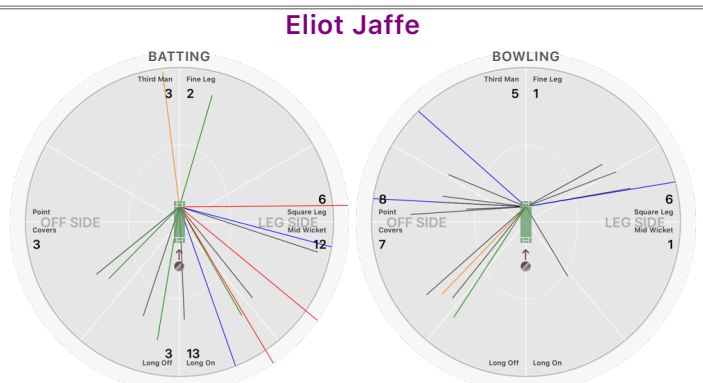 Eliot Jaffe
BATTING
Third Man Fine Leg
3 2
6
Point Square Leg
OFF SIDE LEG SIDE
Covers Mid Wicket
3 12
3 13
Long Off Long On
BOWLING
Third Man Fine Leg
5 1
8 6
Point Square Leg
OFF SIDE LEG SIDE
Covers Mid Wicket
7 1
Long Off Long On